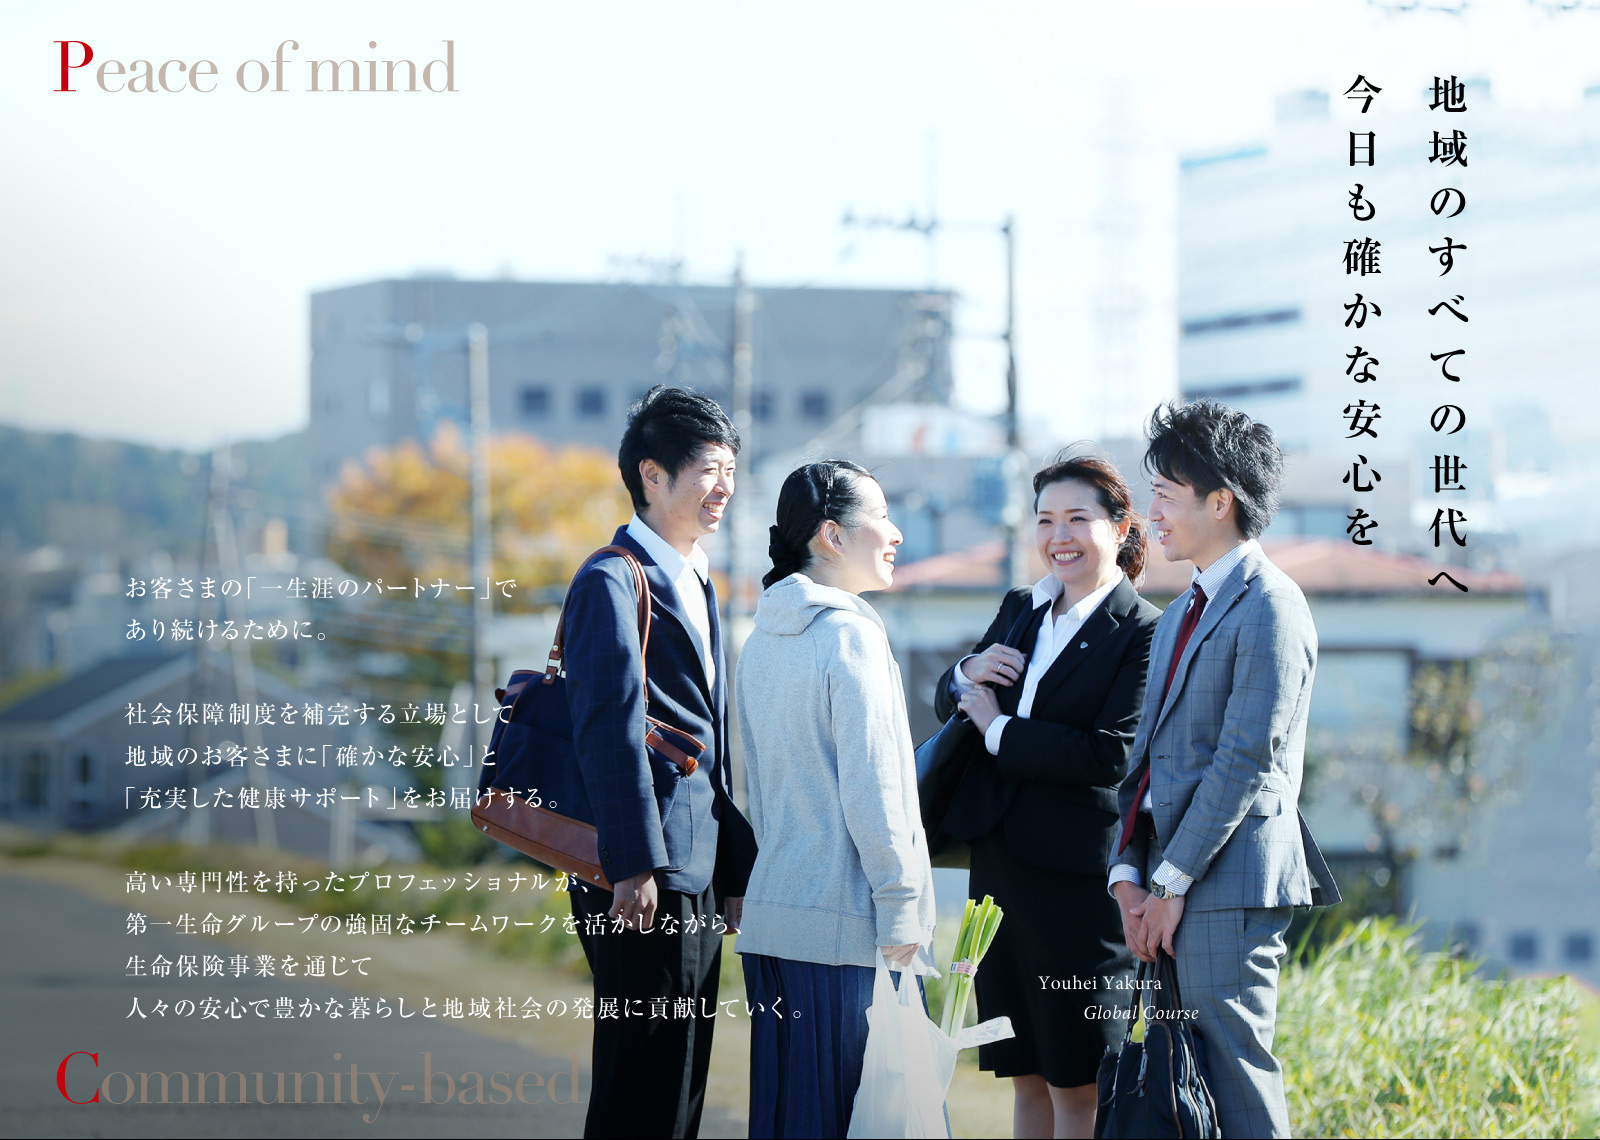 Peace of mind
地域のすべての世代へ
今日も確かな安心を
お客さまの「一生涯のパートナー」で
あり続けるために。
社会保障制度を補完する立場として
地域のお客さまに「確かな安心」と
「充実した健康サポート」をお届けする。
高い専門性を持ったプロフェッショナルが、
第一生命グループの強固なチームワークを活かしながら、
生命保険事業を通じて
人々の安心で豊かな暮らしと地域社会の発展に貢献していく。
Youhei Yakura
Global Course
Community-based